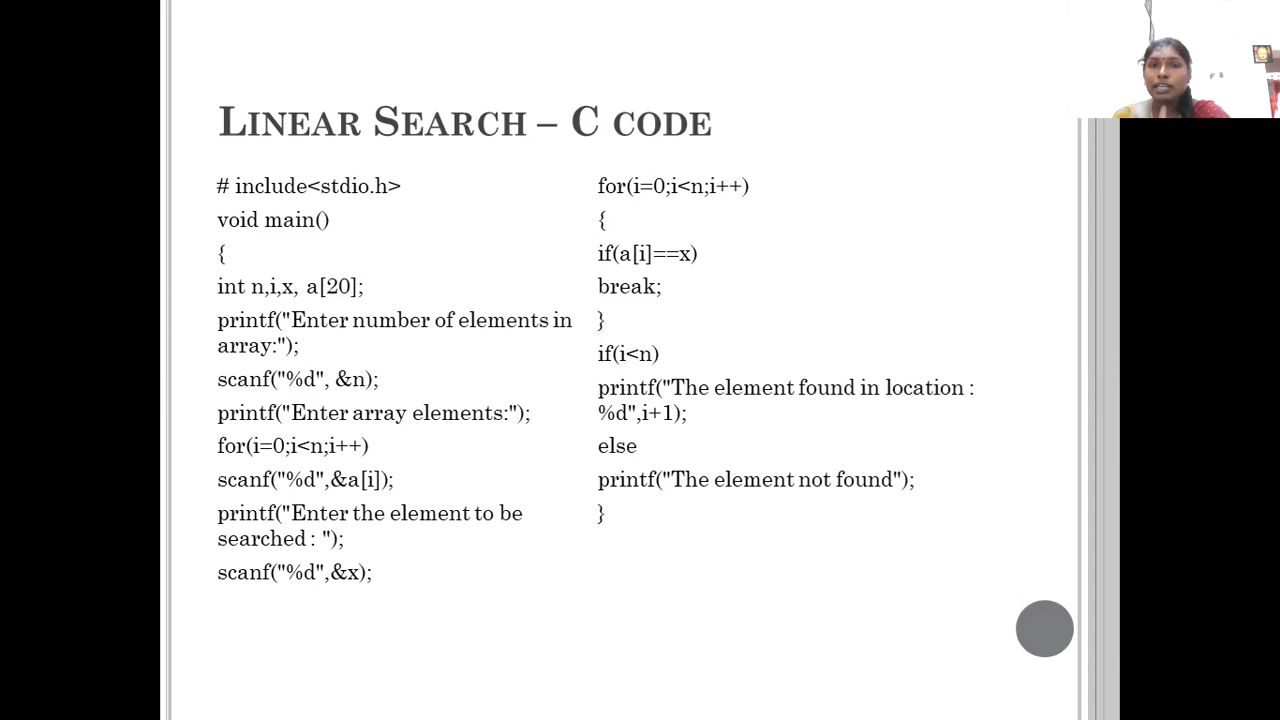 LINEAR SEARCH – C CODE
# include<stdio.h>
void main()
{
int n,i,x, a[20];
printf("Enter number of elements in
array:");
scanf("%d", &n);
printf("Enter array elements:");
for(i=0;i<n;i++)
scanf("%d",&a[i]);
printf("Enter the element to be
searched : ");
scanf("%d",&x);
for(i=0;i<n;i++)
{
if(a[i]==x)
break;
}
if(i<n)
printf("The element found in location :
%d",i+1);
else
printf("The element not found");
}